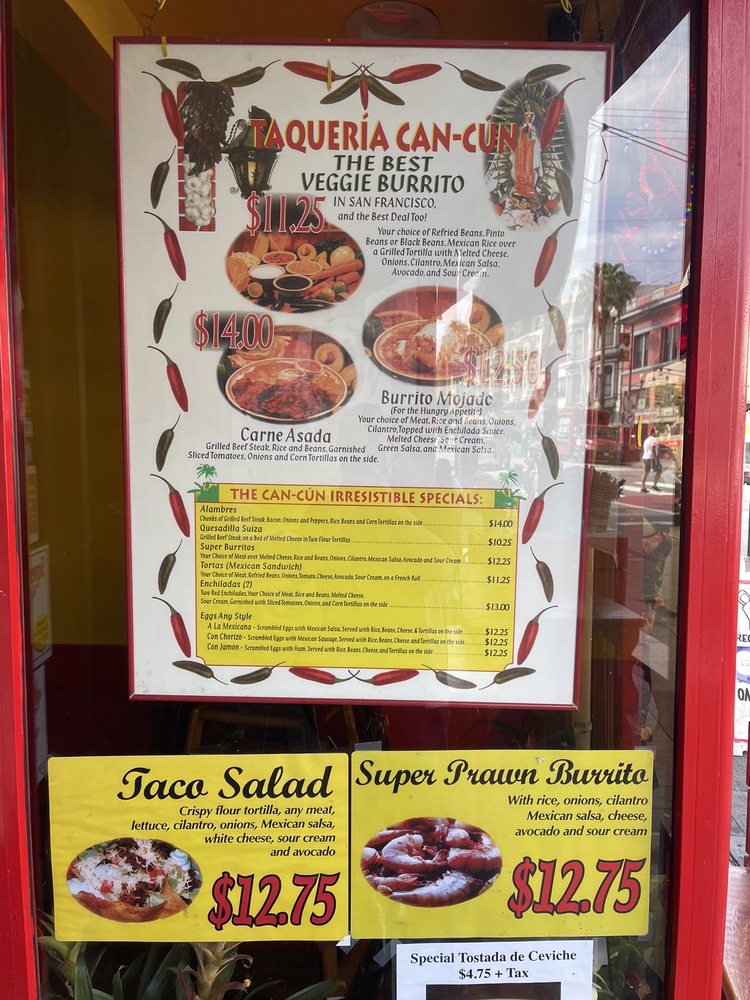 TAQUERÍA CAN-CÚN
THE BEST
VEGGIE BURRITO
IN SAN FRANCISCO,
and the Best Deal Too!
$11.25
Your choice of Refried Beans, Pinto
Beans or Black Beans, Mexican Rice over
a Grilled Tortilla with Melted Cheese,
Onions, Cilantro, Mexican Salsa,
Avocado, and Sour Cream.
$14.00
$12.50
Burrito Mojado
(For the Hungry Appetite)
Your choice of Meat, Rice and Beans, Onions,
Cilantro, Topped with Enchilada Sauce,
Melted Cheese, Sour Cream,
Green Salsa, and Mexican Salsa.
Carne Asada
Grilled Beef Steak, Rice and Beans, Garnished
Sliced Tomatoes, Onions and Corn Tortillas on the side.
THE CAN-CÚN IRRESISTIBLE SPECIALS:
Alambres
Chunks of Grilled Beef Steak, Bacon, Onions and Peppers, Rice, Beans and Corn Tortillas on the side $14.00
Quesadilla Suiza
Grilled Beef Steak, on a Bed of Melted Cheese in Two Flour Tortillas $10.25
Super Burritos
Your Choice of Meat over Melted Cheese, Rice and Beans, Onions, Cilantro, Mexican Salsa, Avocado and Sour Cream $12.25
Tortas (Mexican Sandwich)
Your Choice of Meat, Refried Beans, Onions, Tomato, Cheese, Avocado, Sour Cream, on a French Roll $11.25
Enchiladas (2)
Two Red Enchiladas, Your Choice of Meat, Rice and Beans, Melted Cheese,
Sour Cream, Garnished with Sliced Tomatoes, Onions, and Corn Tortillas on the side $13.00
Eggs Any Style
A La Mexicana - Scrambled Eggs with Mexican Salsa, Served with Rice, Beans, Cheese, & Tortillas on the side $12.25
Con Chorizo - Scrambled Eggs with Mexican Sausage, Served with Rice, Beans, Cheese, and Tortillas on the side $12.25
Con Jamón - Scrambled Eggs with Ham, Served with Rice, Beans, Cheese, and Tortillas on the side $12.25
Taco Salad
Crispy flour tortilla, any meat,
lettuce, cilantro, onions, Mexican salsa,
white cheese, sour cream
and avocado
$12.75
Super Prawn Burrito
With rice, onions, cilantro
Mexican salsa, cheese,
avocado and sour cream
$12.75
Special Tostada de Ceviche
$4.75 + Tax